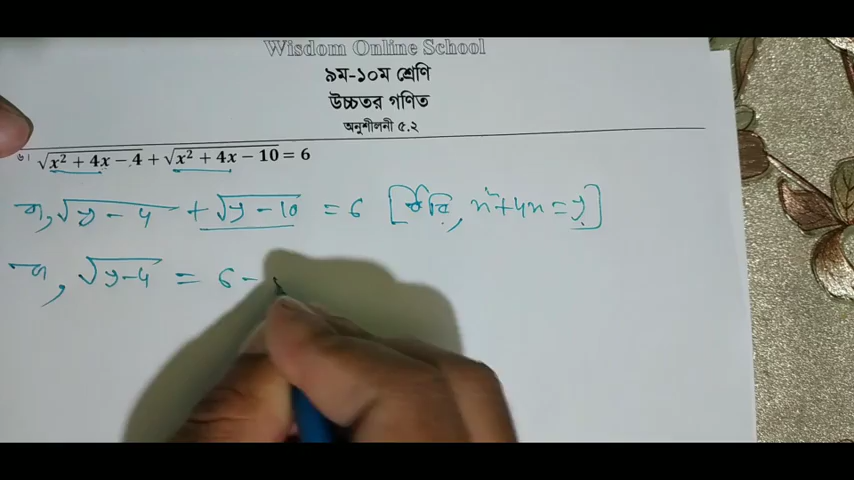 Wisdom Online School
৯ম-১০ম শ্রেণি
উচ্চতর গণিত
অনুশীলনী ৫.২
৩। √(x² + 4x − 4) + √(x² + 4x − 10) = 6
বা, √(y − 4) + √(y − 10) = 6 [ধরি, x²+4x = y]
বা, √(y−4) = 6 −